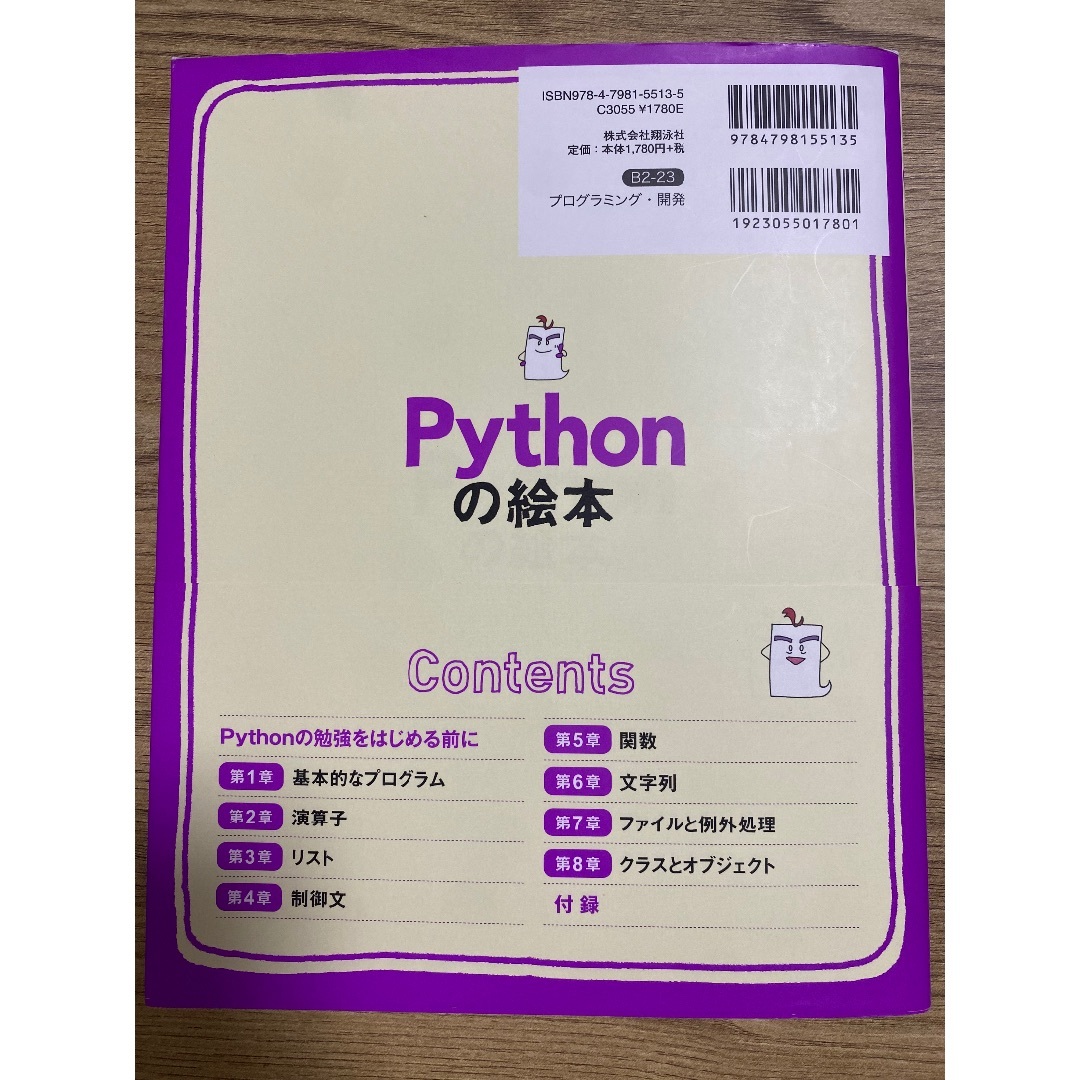 ISBN978-4-7981-5513-5
C3055 ¥1780E
株式会社翔泳社
定価：本体1,780円+税
B2-23
プログラミング・開発
9784798155135
1923055017801
Python
の絵本
Contents
Pythonの勉強をはじめる前に
第1章 基本的なプログラム
第2章 演算子
第3章 リスト
第4章 制御文
第5章 関数
第6章 文字列
第7章 ファイルと例外処理
第8章 クラスとオブジェクト
付録